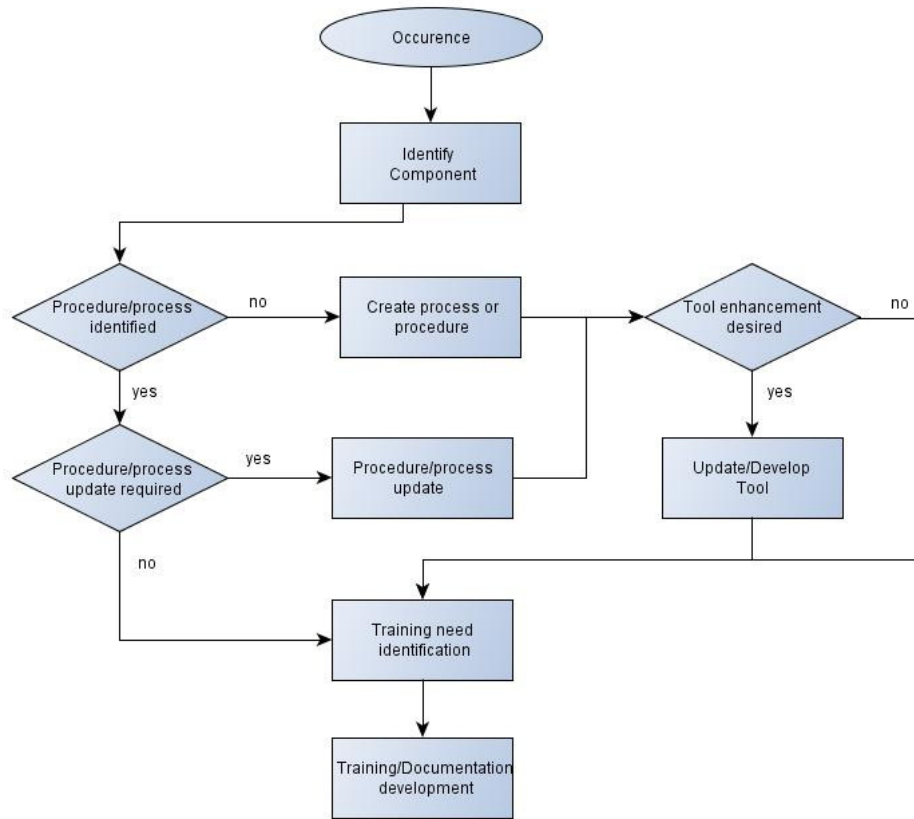 Occurence
Identify
Component
Procedure/process
identified
no
Create process or
procedure
Tool enhancement
desired
no
yes
yes
Procedure/process
update required
yes
Procedure/process
update
Update/Develop
Tool
no
Training need
identification
Training/Documentation
development